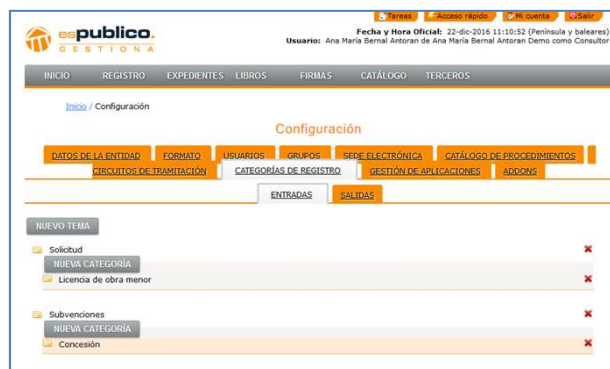 Tareas Acceso rápido Mi cuenta Salir
espublico.
GESTIONA
Fecha y Hora Oficial: 22-dic-2016 11:10:52 (Península y baleares)
Usuario: Ana María Bernal Antoran de Ana María Bernal Antoran Demo como Consultor
INICIO REGISTRO EXPEDIENTES LIBROS FIRMAS CATÁLOGO TERCEROS
Inicio / Configuración
Configuración
DATOS DE LA ENTIDAD FORMATO USUARIOS GRUPOS SEDE ELECTRÓNICA CATÁLOGO DE PROCEDIMIENTOS
CIRCUITOS DE TRAMITACIÓN CATEGORÍAS DE REGISTRO GESTIÓN DE APLICACIONES ADDONS
ENTRADAS SALIDAS
NUEVO TEMA
Solicitud
NUEVA CATEGORÍA
Licencia de obra menor
Subvenciones
NUEVA CATEGORÍA
Concesión